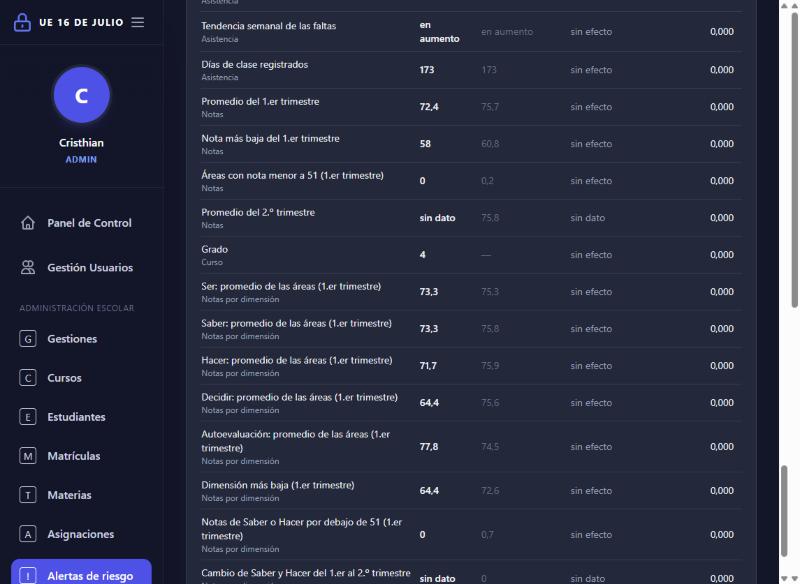 UE 16 DE JULIO
C
Cristhian
ADMIN
Panel de Control
Gestión Usuarios
ADMINISTRACIÓN ESCOLAR
G Gestiones
C Cursos
E Estudiantes
M Matrículas
T Materias
A Asignaciones
! Alertas de riesgo
Asistencia
Tendencia semanal de las faltas
Asistencia
en
aumento
en aumento sin efecto 0,000
Días de clase registrados
Asistencia
173 173 sin efecto 0,000
Promedio del 1.er trimestre
Notas
72,4 75,7 sin efecto 0,000
Nota más baja del 1.er trimestre
Notas
58 60,8 sin efecto 0,000
Áreas con nota menor a 51 (1.er trimestre)
Notas
0 0,2 sin efecto 0,000
Promedio del 2.º trimestre
Notas
sin dato 75,8 sin dato 0,000
Grado
Curso
4 — sin efecto 0,000
Ser: promedio de las áreas (1.er trimestre)
Notas por dimensión
73,3 75,3 sin efecto 0,000
Saber: promedio de las áreas (1.er trimestre)
Notas por dimensión
73,3 75,8 sin efecto 0,000
Hacer: promedio de las áreas (1.er trimestre)
Notas por dimensión
71,7 75,9 sin efecto 0,000
Decidir: promedio de las áreas (1.er trimestre)
Notas por dimensión
64,4 75,6 sin efecto 0,000
Autoevaluación: promedio de las áreas (1.er
trimestre)
Notas por dimensión
77,8 74,5 sin efecto 0,000
Dimensión más baja (1.er trimestre)
Notas por dimensión
64,4 72,6 sin efecto 0,000
Notas de Saber o Hacer por debajo de 51 (1.er
trimestre)
Notas por dimensión
0 0,7 sin efecto 0,000
Cambio de Saber y Hacer del 1.er al 2.º trimestre
sin dato 0 sin dato 0,000